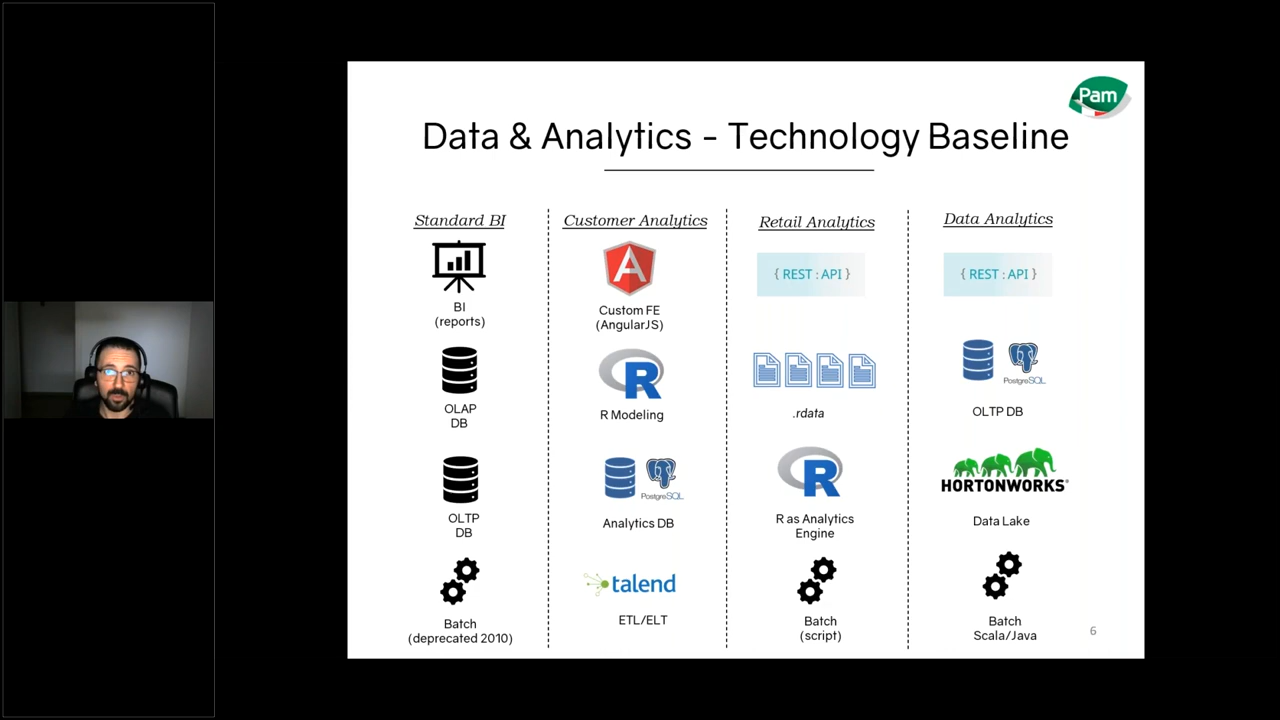 Pam
Data & Analytics - Technology Baseline
Standard BI
BI
(reports)
OLAP
DB
OLTP
DB
Batch
(deprecated 2010)
Customer Analytics
A
Custom FE
(AngularJS)
R
R Modeling
PostgreSQL
Analytics DB
talend
ETL/ELT
Retail Analytics
{ REST : API }
.rdata
R
R as Analytics
Engine
Batch
(script)
Data Analytics
{ REST : API }
PostgreSQL
OLTP DB
HORTONWORKS®
Data Lake
Batch
Scala/Java
6